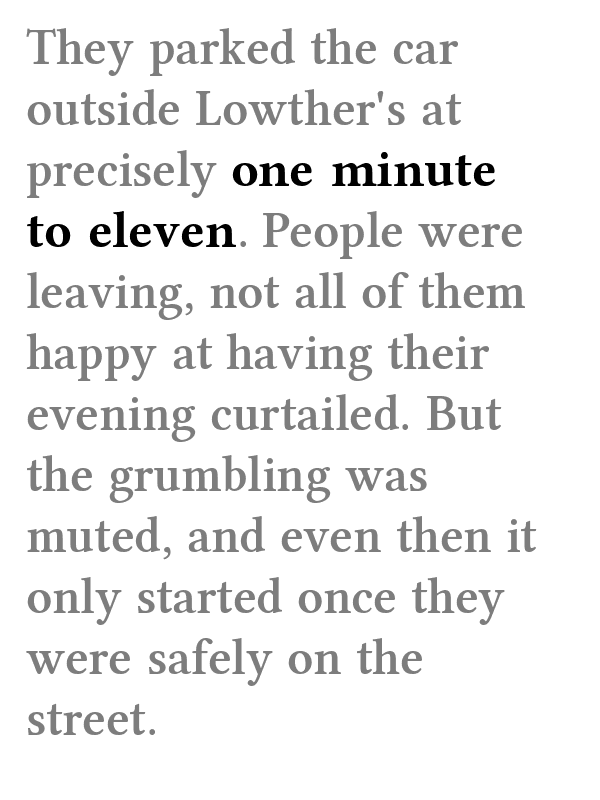 They parked the car
outside Lowther's at
precisely one minute
to eleven. People were
leaving, not all of them
happy at having their
evening curtailed. But
the grumbling was
muted, and even then it
only started once they
were safely on the
street.